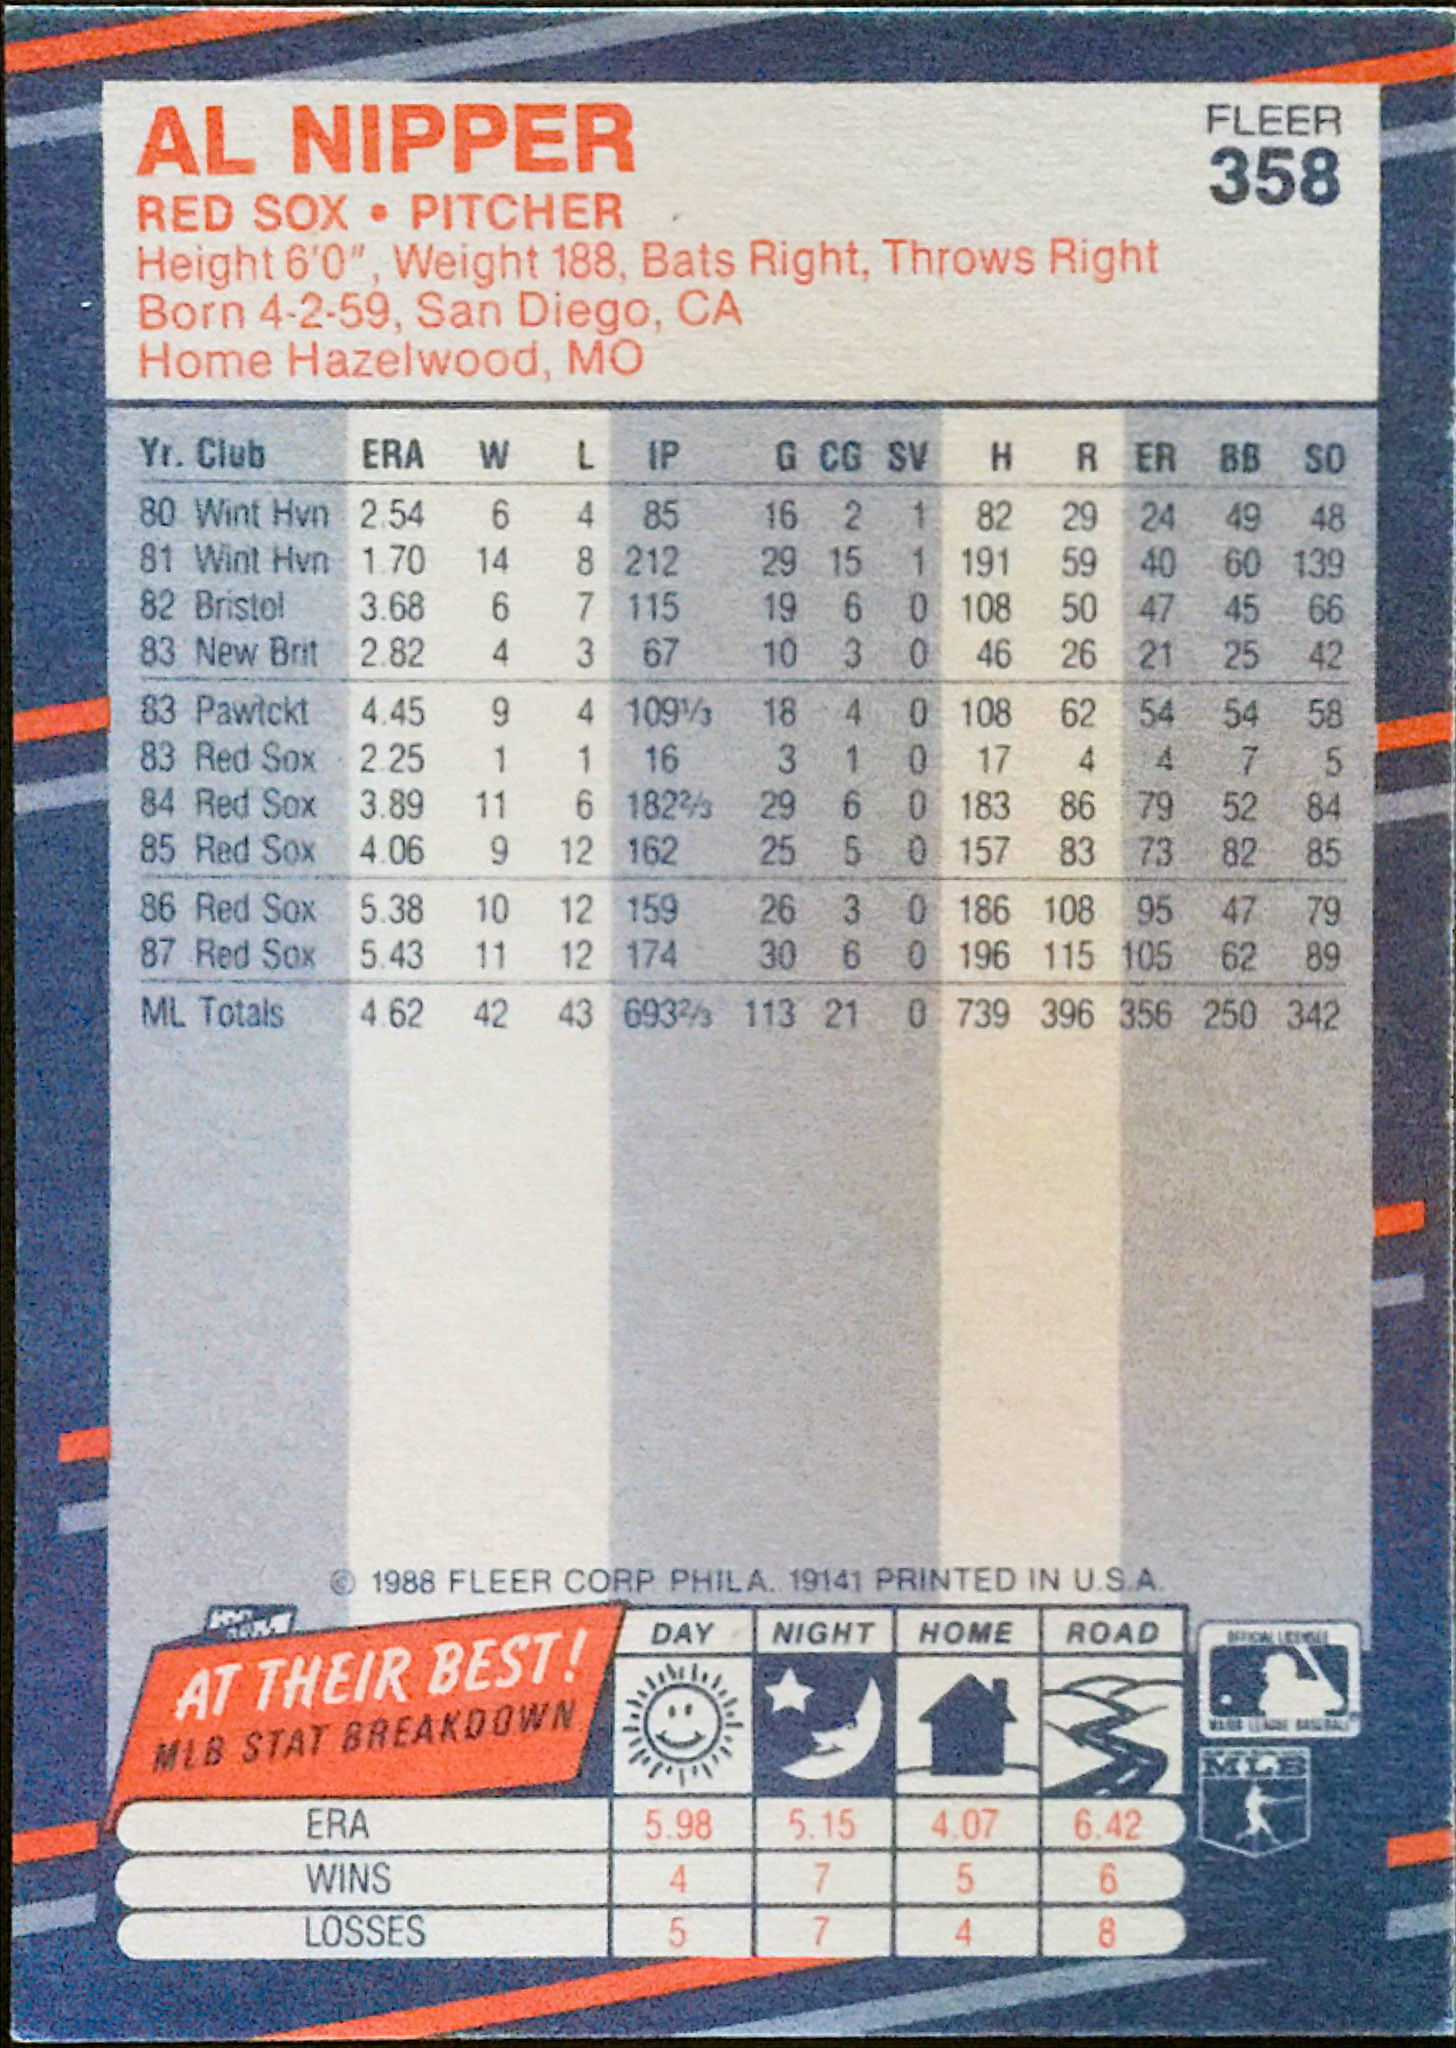 AL NIPPER
FLEER
358
RED SOX • PITCHER
Height 6'0", Weight 188, Bats Right, Throws Right
Born 4-2-59, San Diego, CA
Home Hazelwood, MO
Yr. Club ERA W L IP G CG SV H R ER BB SO
80 Wint Hvn 2.54 6 4 85 16 2 1 82 29 24 49 48
81 Wint Hvn 1.70 14 8 212 29 15 1 191 59 40 60 139
82 Bristol 3.68 6 7 115 19 6 0 108 50 47 45 66
83 New Brit 2.82 4 3 67 10 3 0 46 26 21 25 42
83 Pawtckt 4.45 9 4 109⅓ 18 4 0 108 62 54 54 58
83 Red Sox 2.25 1 1 16 3 1 0 17 4 4 7 5
84 Red Sox 3.89 11 6 182⅔ 29 6 0 183 86 79 52 84
85 Red Sox 4.06 9 12 162 25 5 0 157 83 73 82 85
86 Red Sox 5.38 10 12 159 26 3 0 186 108 95 47 79
87 Red Sox 5.43 11 12 174 30 6 0 196 115 105 62 89
ML Totals 4.62 42 43 693⅔ 113 21 0 739 396 356 250 342
© 1988 FLEER CORP PHILA. 19141 PRINTED IN U.S.A.
AT THEIR BEST!
MLB STAT BREAKDOWN
DAY NIGHT HOME ROAD
OFFICIAL LICENSEE
MAJOR LEAGUE BASEBALL
MLB
ERA 5.98 5.15 4.07 6.42
WINS 4 7 5 6
LOSSES 5 7 4 8